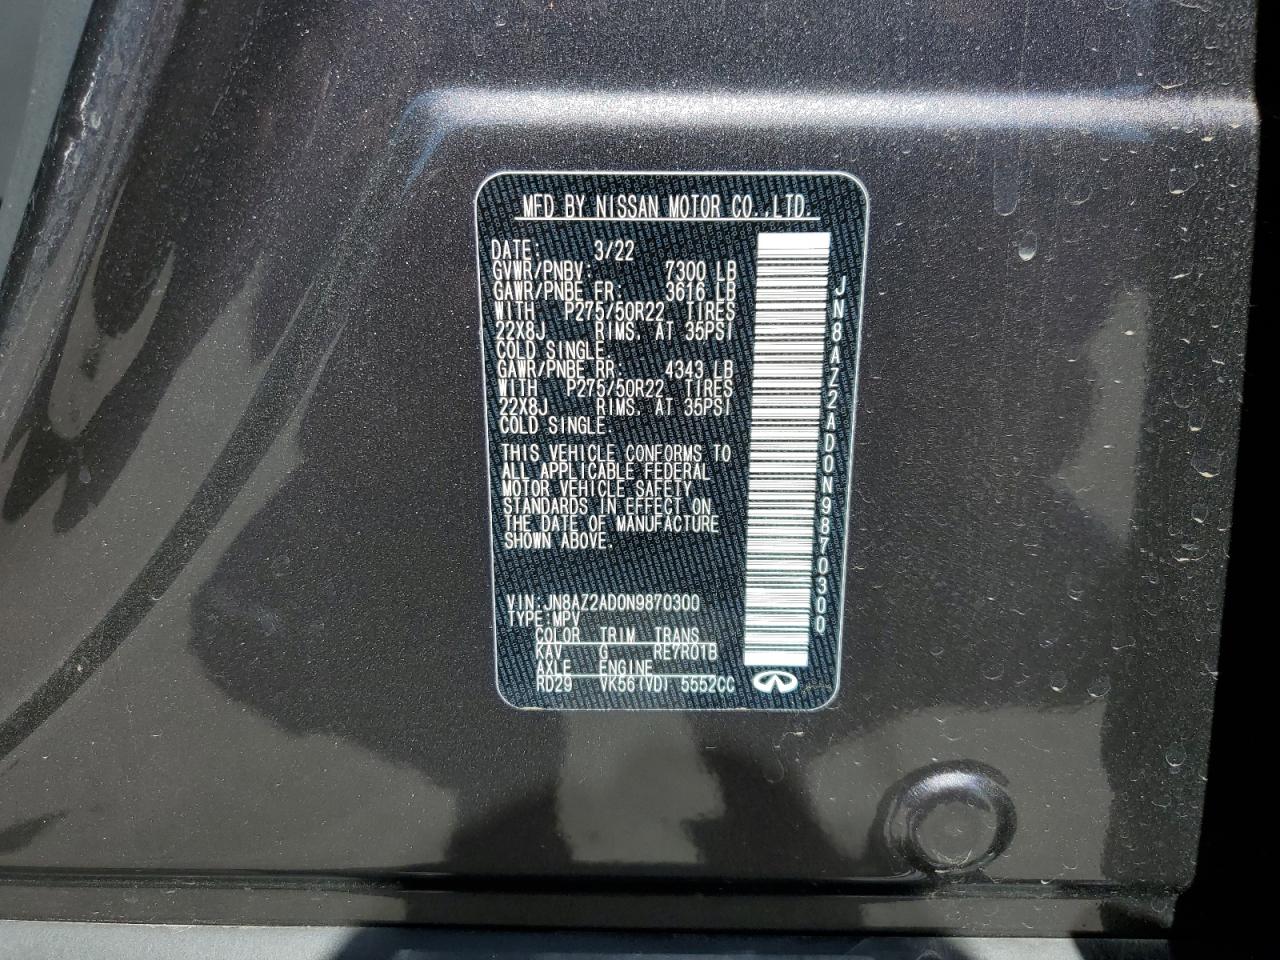 MFD BY NISSAN MOTOR CO.,LTD.
DATE: 3/22
GVWR/PNBV: 7300 LB
GAWR/PNBE FR: 3616 LB
WITH P275/50R22 TIRES
22X8J RIMS. AT 35PSI
COLD SINGLE.
GAWR/PNBE RR: 4343 LB
WITH P275/50R22 TIRES
22X8J RIMS. AT 35PSI
COLD SINGLE.
THIS VEHICLE CONFORMS TO
ALL APPLICABLE FEDERAL
MOTOR VEHICLE SAFETY
STANDARDS IN EFFECT ON
THE DATE OF MANUFACTURE
SHOWN ABOVE.
VIN:JN8AZ2AD0N9870300
TYPE:MPV
COLOR TRIM TRANS
KAV G RE7R01B
AXLE ENGINE
RD29 VK56(VD) 5552CC
JN8AZ2AD0N9870300